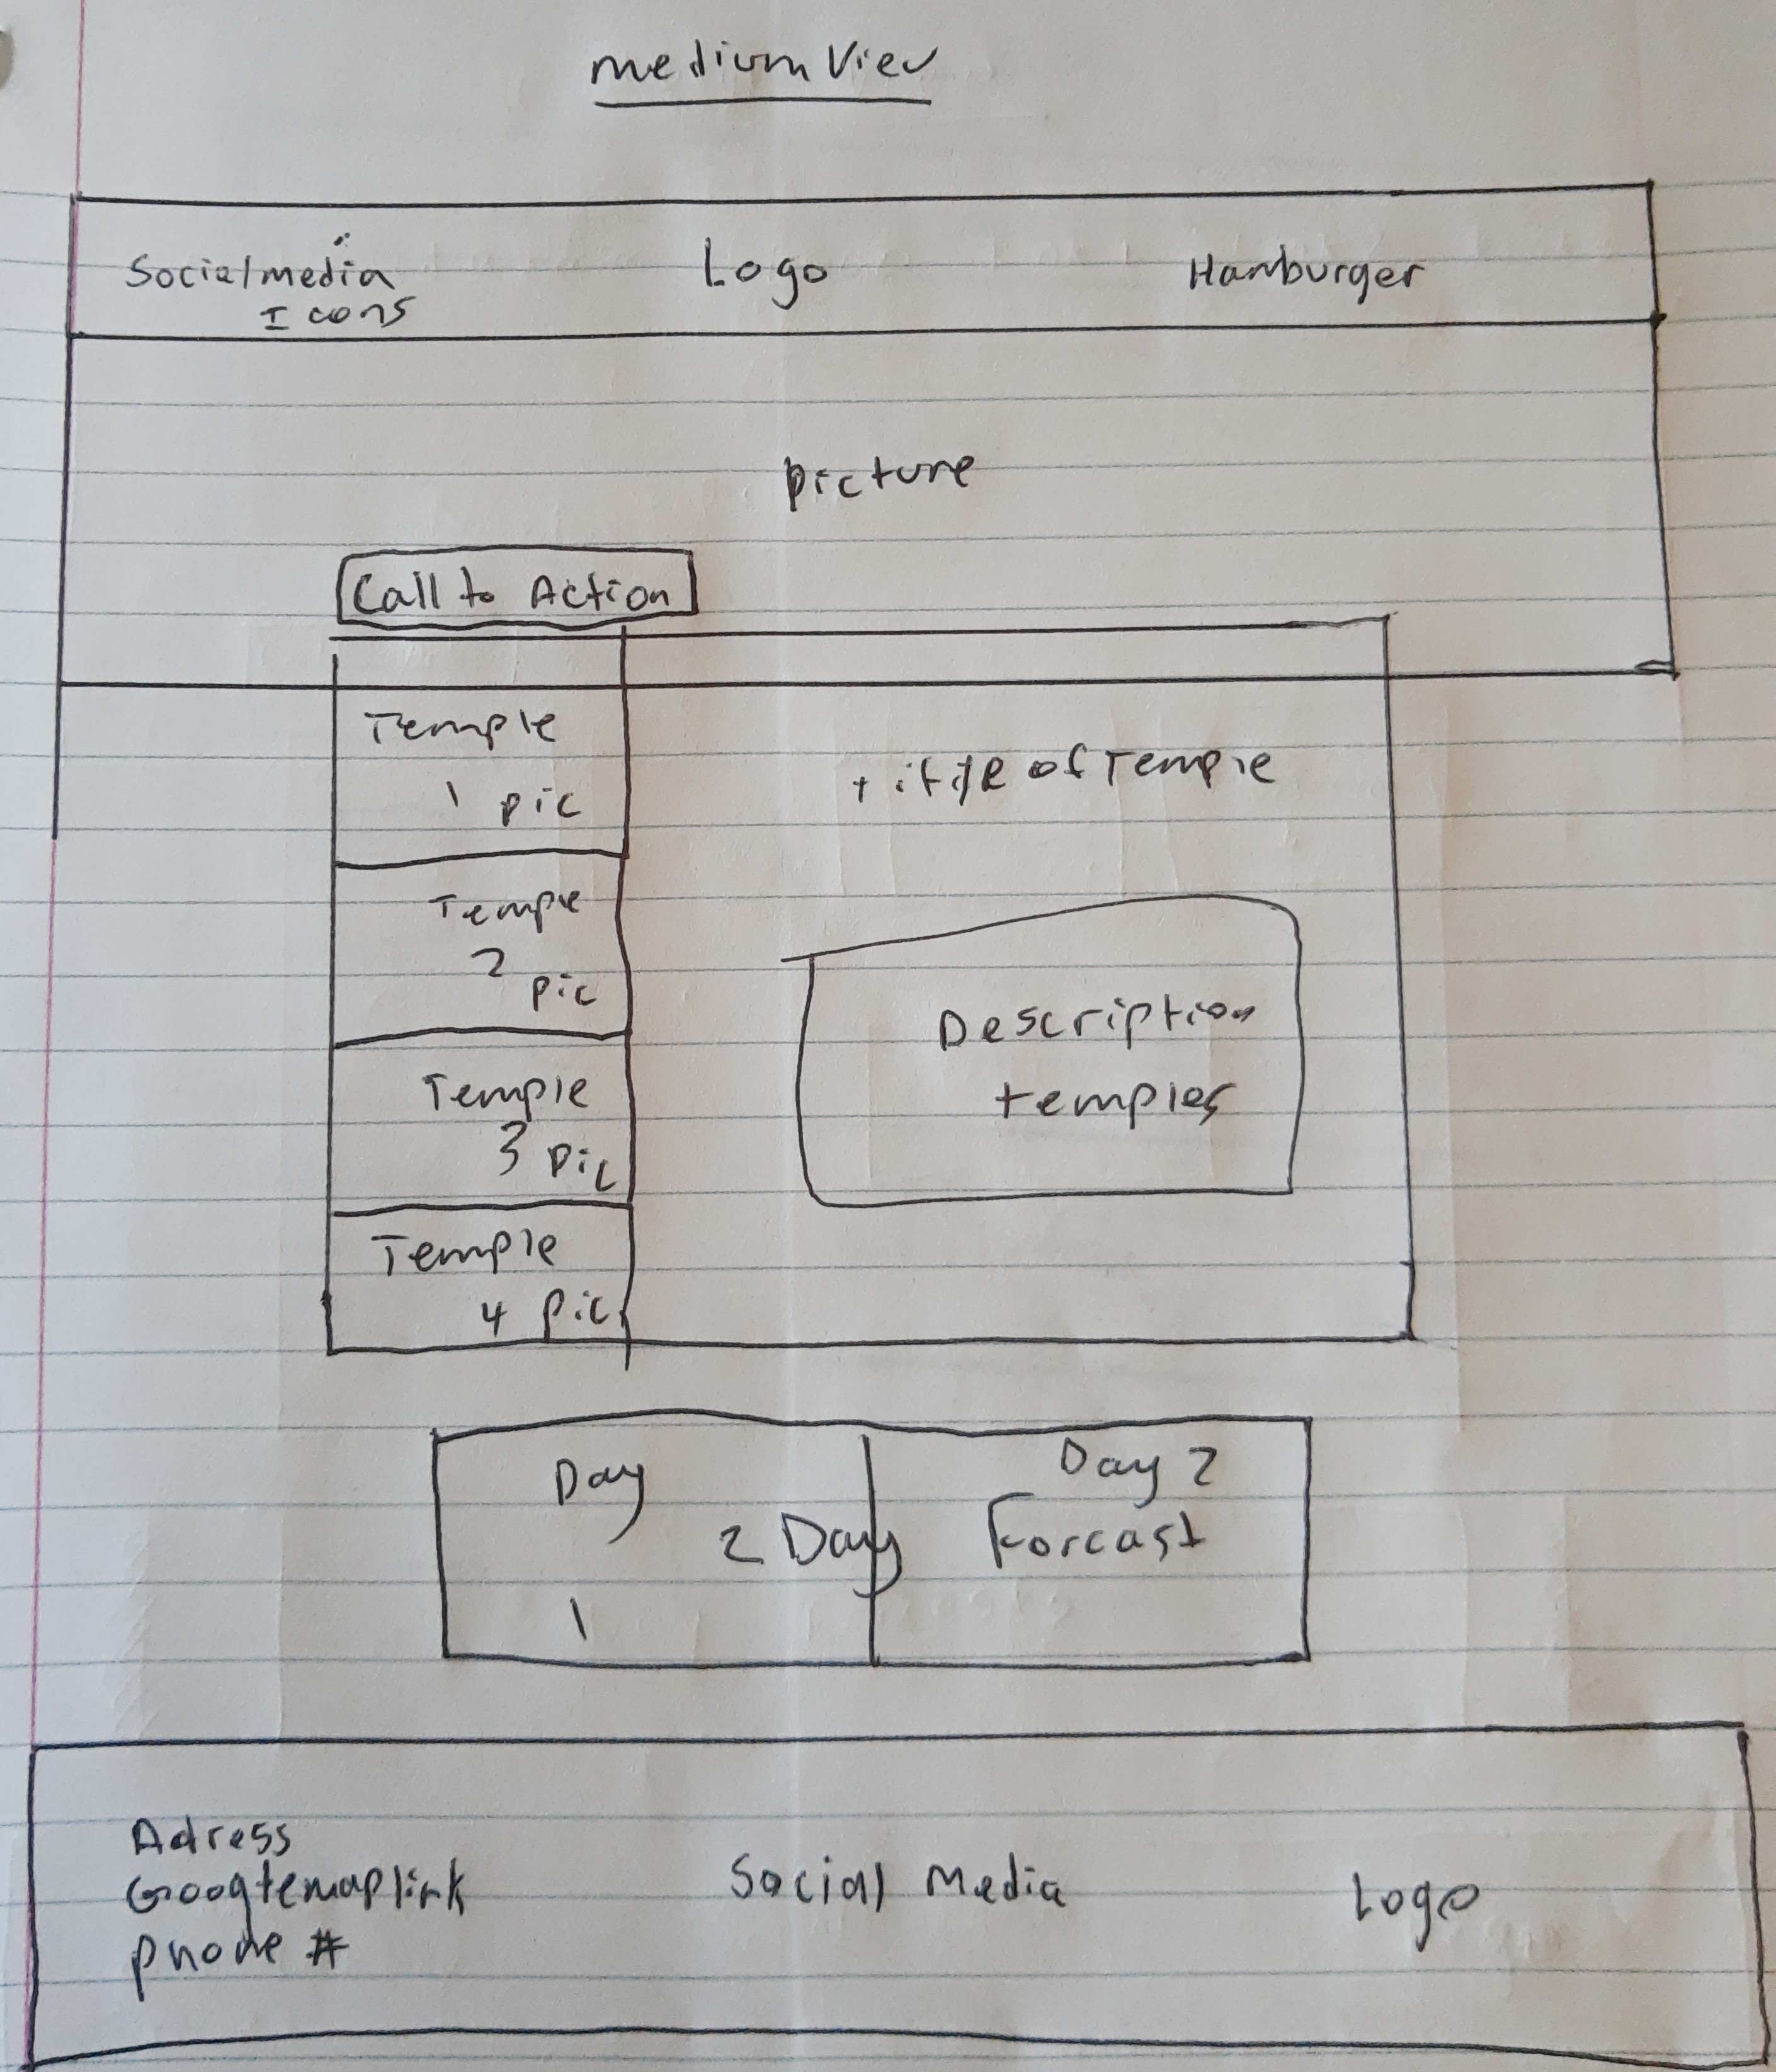 medium View
Social media Icons
Logo
Hamburger
picture
Call to Action
Temple
1 pic
title of Temple
Temple
2
pic
Description
temples
Temple
3 pic
Temple
4 pic
Day
1
2 Day Forcast
Day 2
Adress
Googlemaplink
phone #
Social Media
Logo